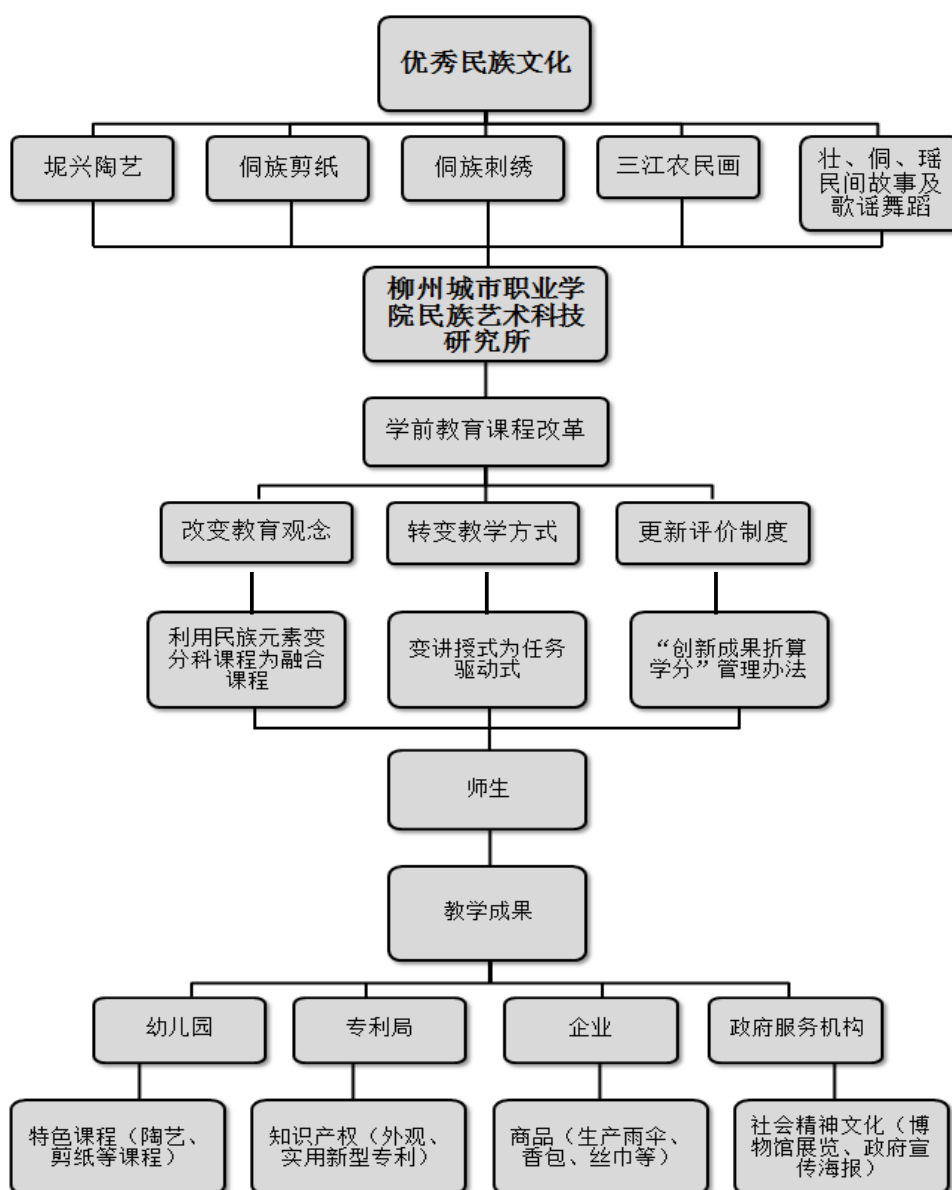 优秀民族文化
坭兴陶艺
侗族剪纸
侗族刺绣
三江农民画
壮、侗、瑶
民间故事及
歌谣舞蹈
柳州城市职业学
院民族艺术科技
研究所
学前教育课程改革
改变教育观念
转变教学方式
更新评价制度
利用民族元素变
分科课程为融合
课程
变讲授式为任务
驱动式
“创新成果折算
学分”管理办法
师生
教学成果
幼儿园
专利局
企业
政府服务机构
特色课程（陶艺、
剪纸等课程）
知识产权（外观、
实用新型专利）
商品（生产雨伞、
香包、丝巾等）
社会精神文化（博
物馆展览、政府宣
传海报）